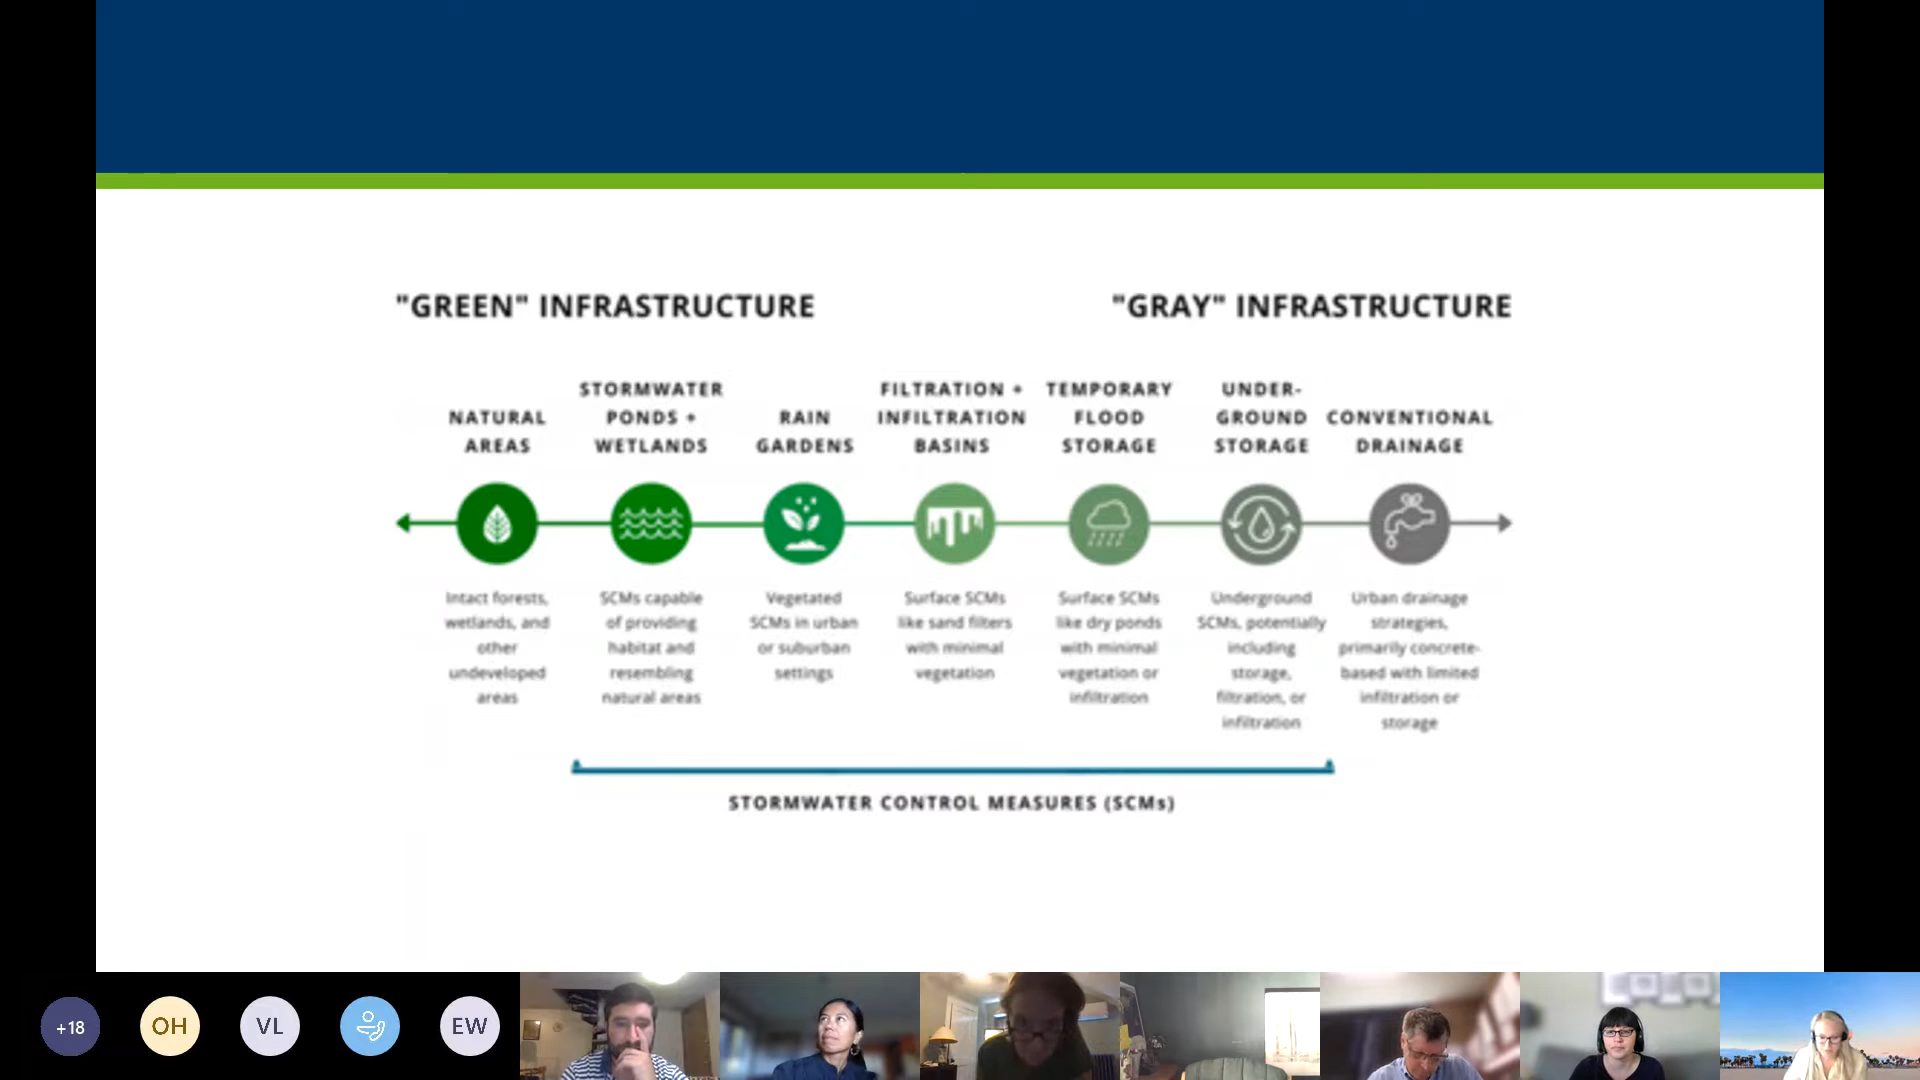 "GREEN" INFRASTRUCTURE
"GRAY" INFRASTRUCTURE
NATURAL
AREAS
STORMWATER
PONDS +
WETLANDS
RAIN
GARDENS
FILTRATION +
INFILTRATION
BASINS
TEMPORARY
FLOOD
STORAGE
UNDER-
GROUND
STORAGE
CONVENTIONAL
DRAINAGE
Intact forests,
wetlands, and
other
undeveloped
areas
SCMs capable
of providing
habitat and
resembling
natural areas
Vegetated
SCMs in urban
or suburban
settings
Surface SCMs
like sand filters
with minimal
vegetation
Surface SCMs
like dry ponds
with minimal
vegetation or
infiltration
Underground
SCMs, potentially
including
storage,
filtration, or
infiltration
Urban drainage
strategies,
primarily concrete-
based with limited
infiltration or
storage
STORMWATER CONTROL MEASURES (SCMs)
+18
OH
VL
EW